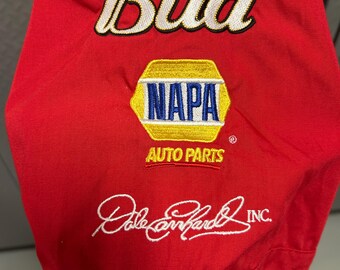 Bud
NAPA
®
AUTO PARTS
Dale Earnhardt INC.